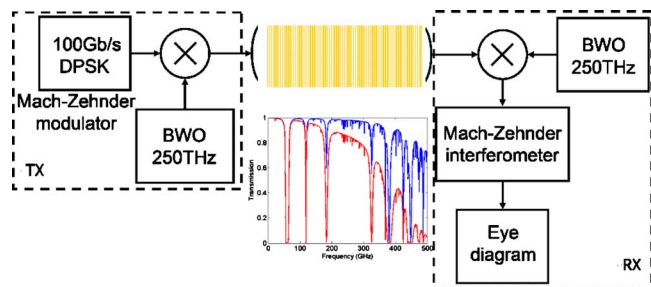 100Gb/s
DPSK
Mach-Zehnder
modulator
BWO
250THz
TX
Transmission
1
0.8
0.6
0.4
0.2
0
0 100 200 300 400 500
Frequency (GHz)
BWO
250THz
Mach-Zehnder
interferometer
Eye
diagram
RX